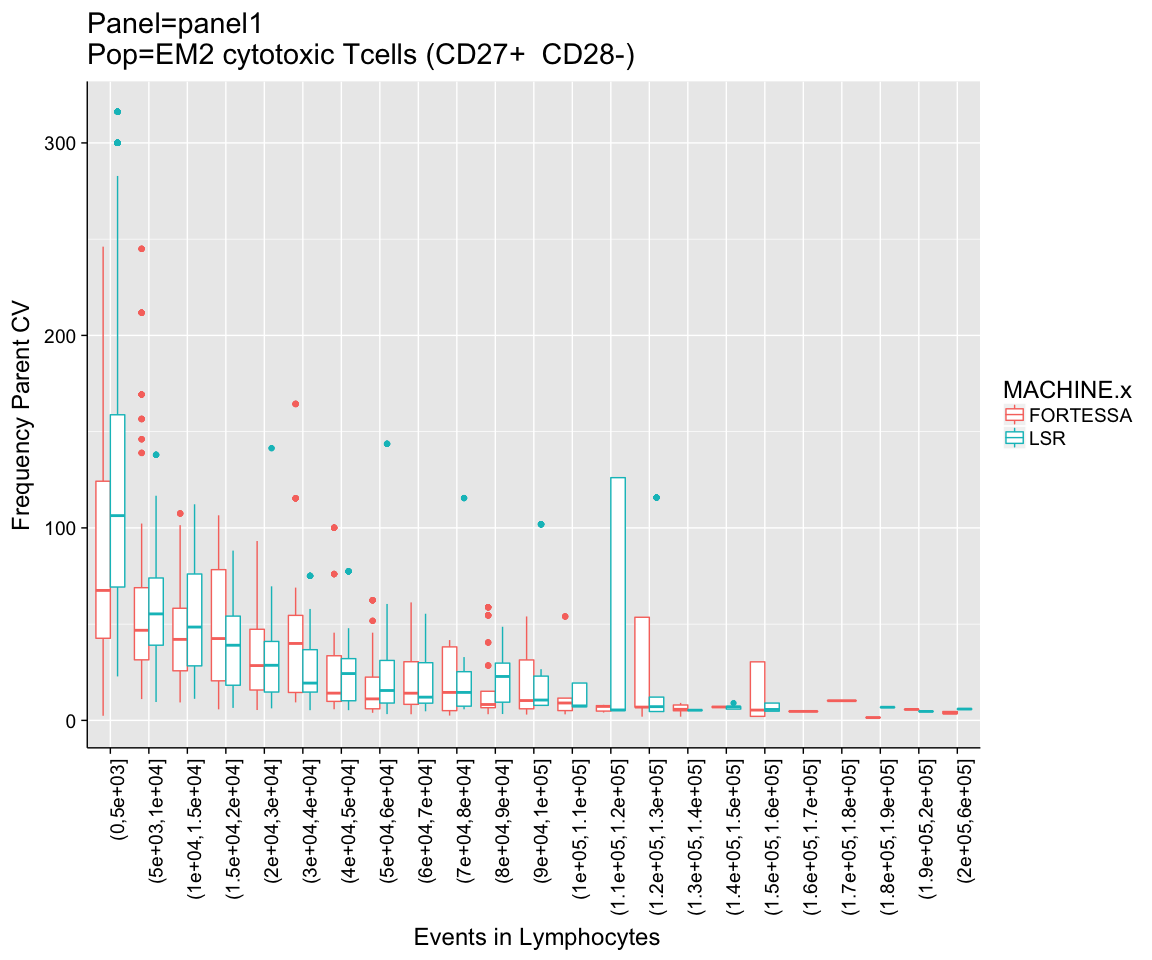 Panel=panel1
Pop=EM2 cytotoxic Tcells (CD27+  CD28-)
Frequency Parent CV
300
200
100
0
(0,5e+03]
(5e+03,1e+04]
(1e+04,1.5e+04]
(1.5e+04,2e+04]
(2e+04,3e+04]
(3e+04,4e+04]
(4e+04,5e+04]
(5e+04,6e+04]
(6e+04,7e+04]
(7e+04,8e+04]
(8e+04,9e+04]
(9e+04,1e+05]
(1e+05,1.1e+05]
(1.1e+05,1.2e+05]
(1.2e+05,1.3e+05]
(1.3e+05,1.4e+05]
(1.4e+05,1.5e+05]
(1.5e+05,1.6e+05]
(1.6e+05,1.7e+05]
(1.7e+05,1.8e+05]
(1.8e+05,1.9e+05]
(1.9e+05,2e+05]
(2e+05,6e+05]
Events in Lymphocytes
MACHINE.x
FORTESSA
LSR